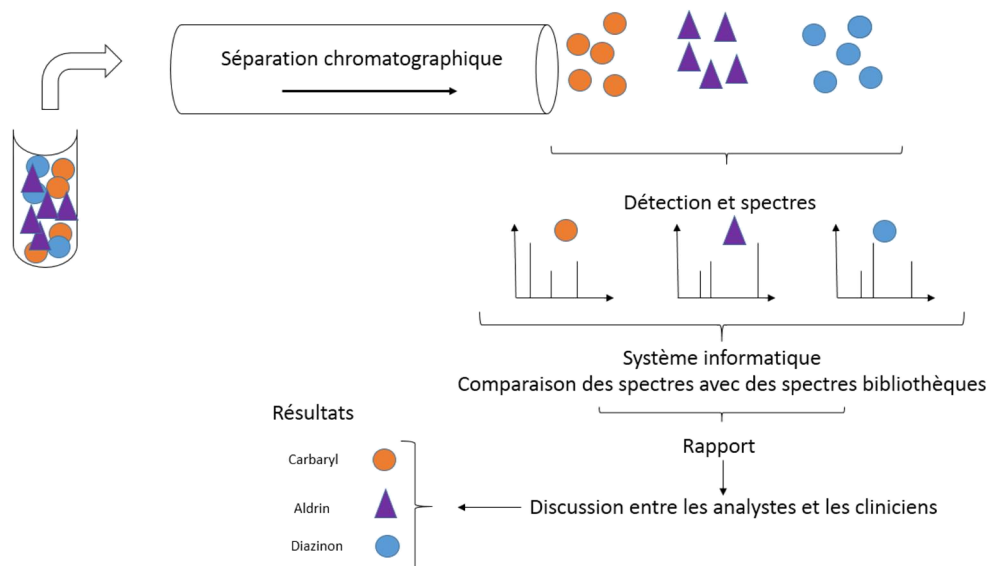 Séparation chromatographique
Détection et spectres
Système informatique
Comparaison des spectres avec des spectres bibliothèques
Rapport
Discussion entre les analystes et les cliniciens
Résultats
Carbaryl
Aldrin
Diazinon